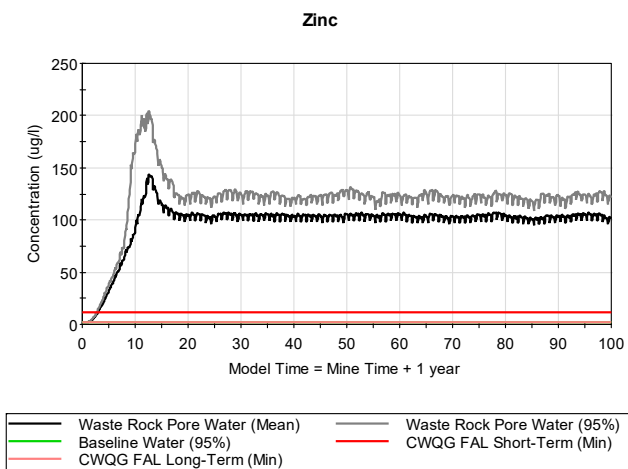 Zinc
250
200
150
100
50
0
Concentration (ug/l)
0 10 20 30 40 50 60 70 80 90 100
Model Time = Mine Time + 1 year
Waste Rock Pore Water (Mean) Waste Rock Pore Water (95%)
Baseline Water (95%) CWQG FAL Short-Term (Min)
CWQG FAL Long-Term (Min)